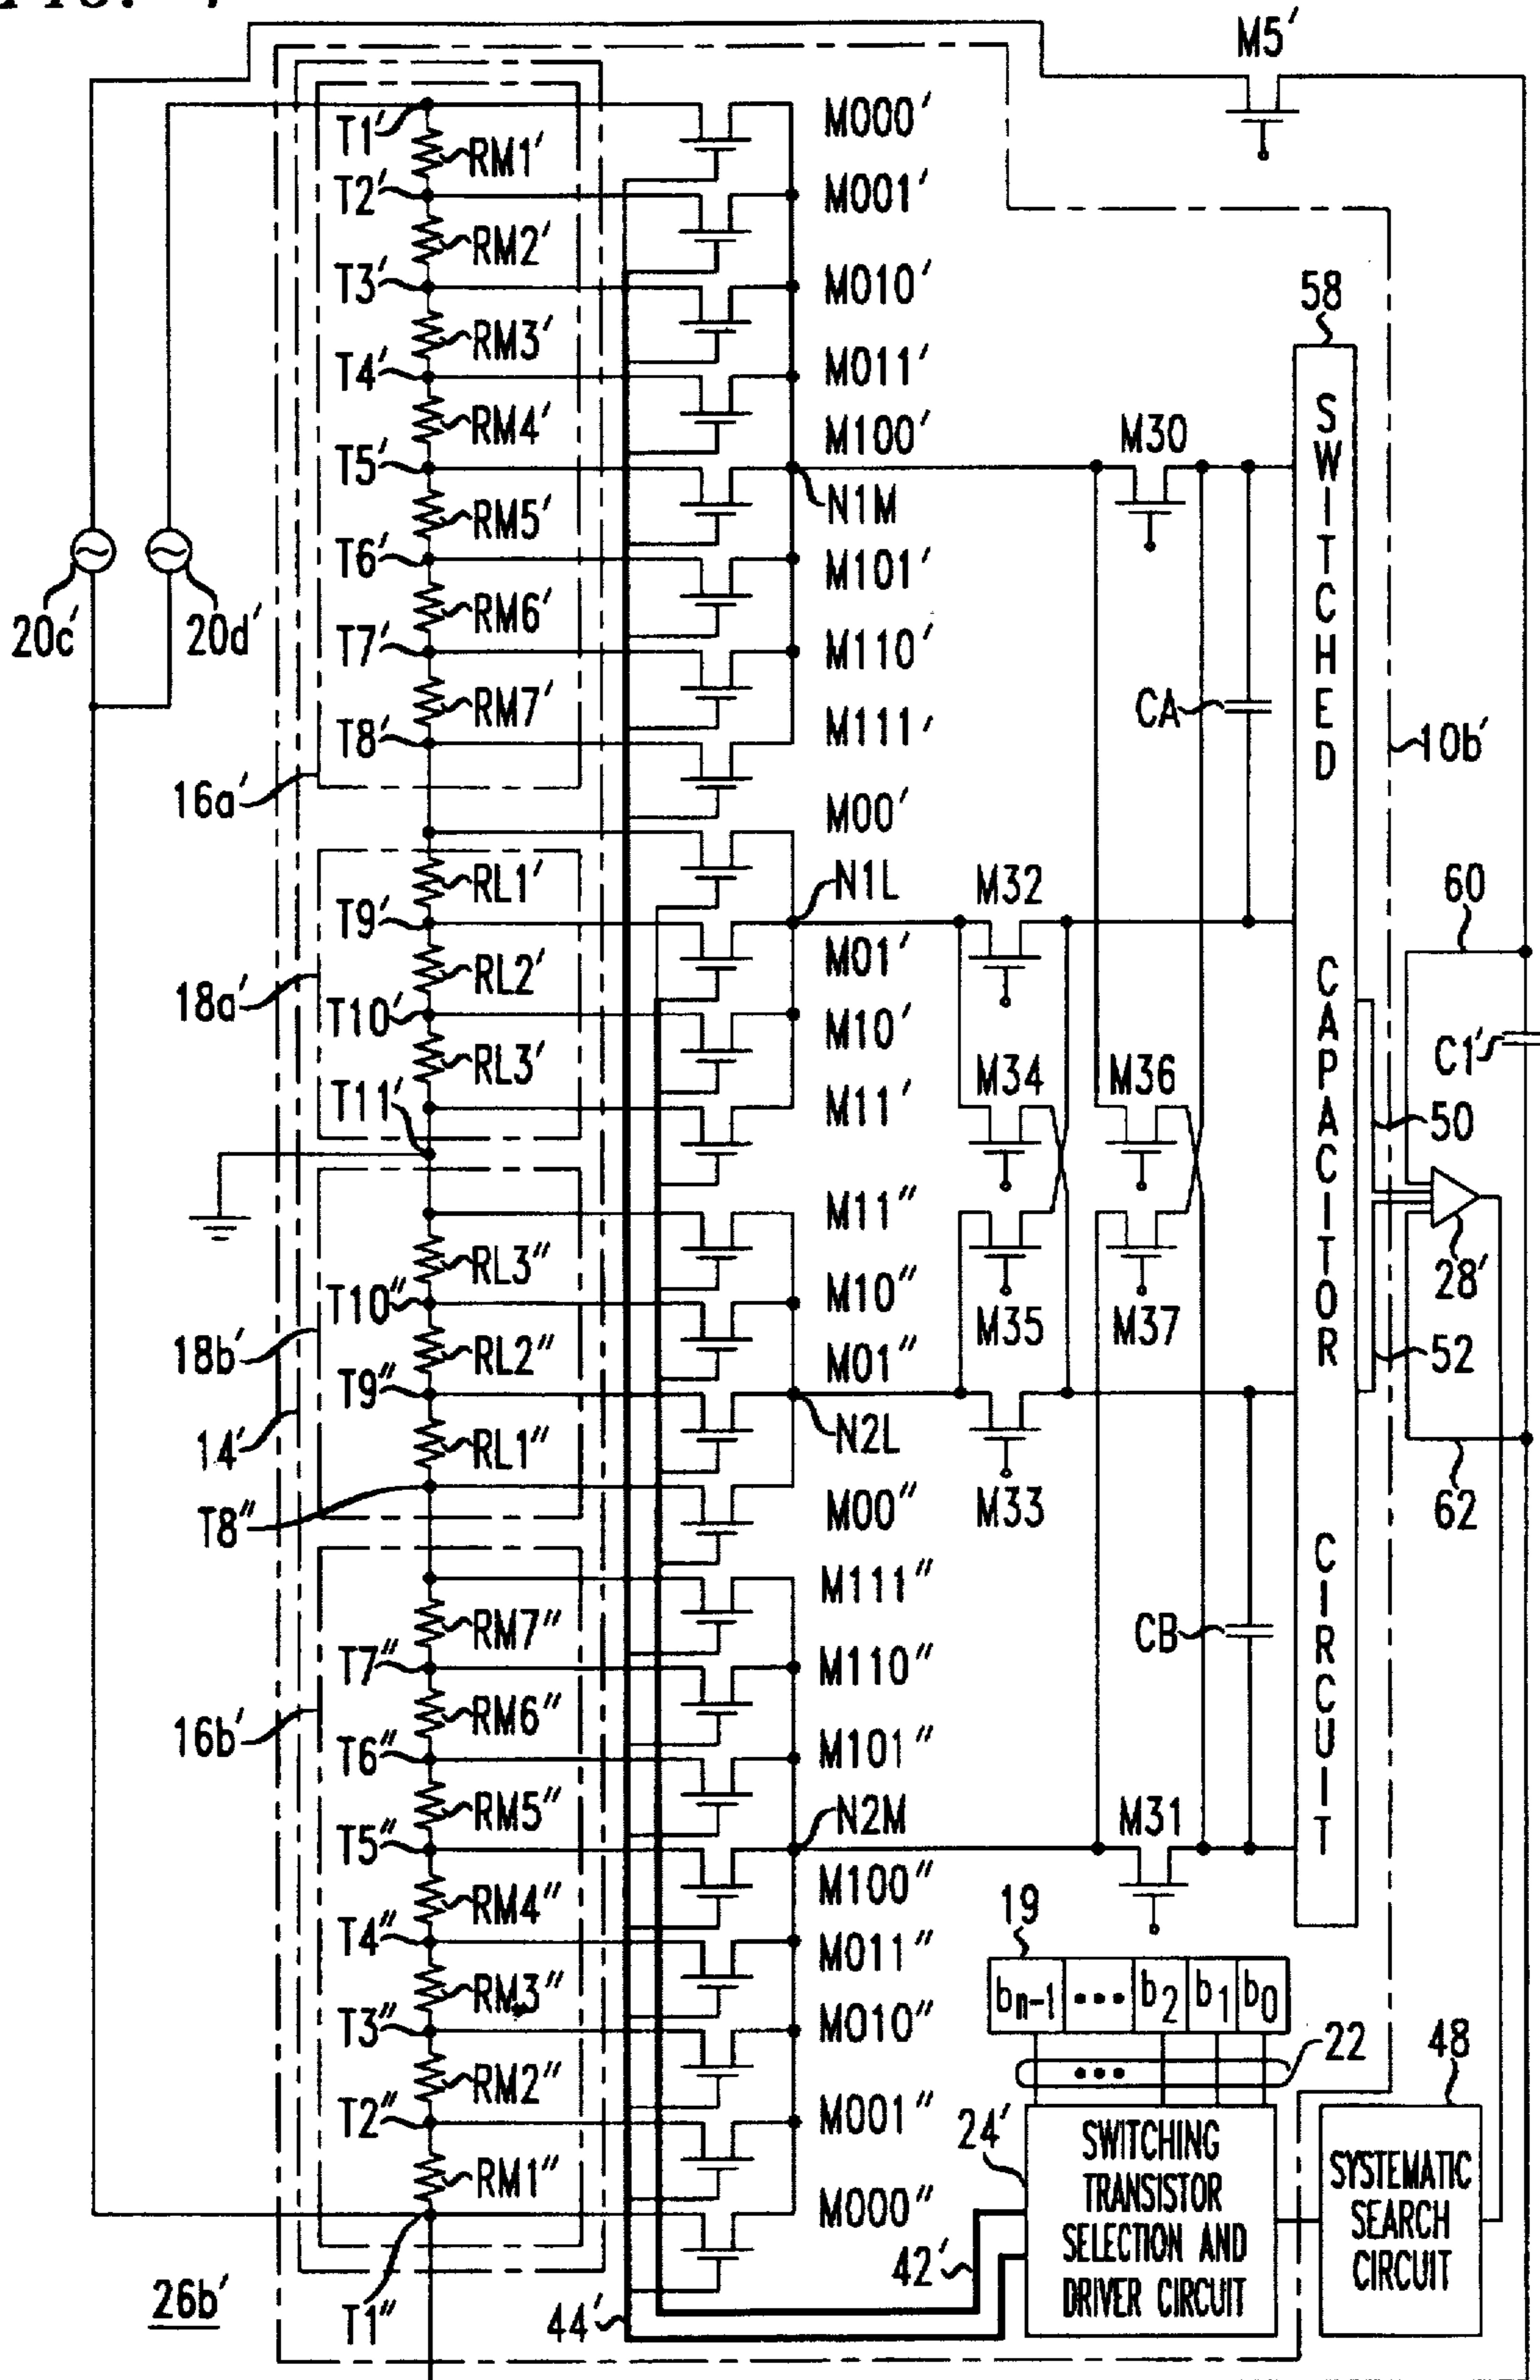 M5'
T1'
RM1'
M000'
T2'
M001'
RM2'
T3'
M010'
RM3'
58
T4'
M011'
RM4'
M100'
M30
T5'
N1M
RM5'
T6'
M101'
20c'
20d'
RM6'
T7'
M110'
RM7'
CA
10b'
T8'
M111'
16a'
M00'
RL1'
N1L
M32
60
T9'
M01'
RL2'
18a'
T10'
M10'
C1'
RL3'
M34
M36
T11'
M11'
50
M11"
RL3"
28'
T10"
M10"
M35
M37
18b'
RL2"
M01"
52
T9"
N2L
14'
RL1"
T8"
M00"
M33
62
M111"
RM7"
CB
T7"
M110"
16b'
RM6"
T6"
M101"
RM5"
N2M
M31
T5"
M100"
RM4"
19
T4"
M011"
RM3"
bn-1 ••• b2 b1 b0
T3"
M010"
•••
22
48
RM2"
T2"
M001"
24'
RM1"
M000"
SWITCHED CAPACITOR CIRCUIT
SWITCHING
TRANSISTOR
SELECTION AND
DRIVER CIRCUIT
SYSTEMATIC
SEARCH
CIRCUIT
42'
26b'
T1"
44'